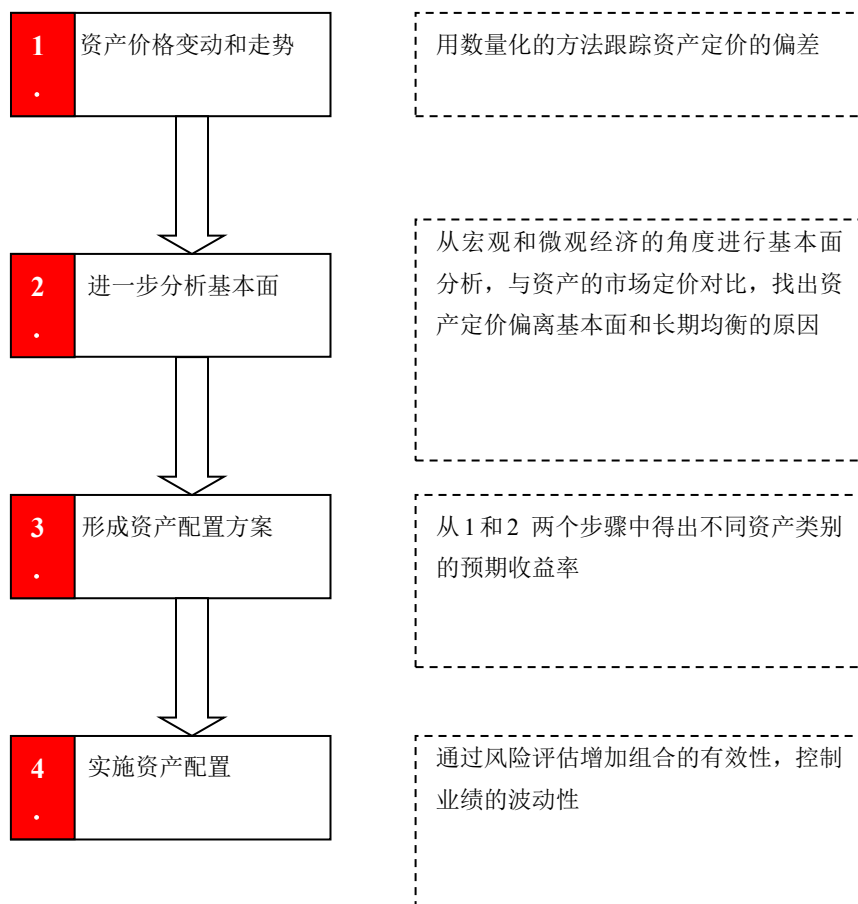 1
.
资产价格变动和走势
用数量化的方法跟踪资产定价的偏差
2
.
进一步分析基本面
从宏观和微观经济的角度进行基本面
分析，与资产的市场定价对比，找出资
产定价偏离基本面和长期均衡的原因
3
.
形成资产配置方案
从1和2 两个步骤中得出不同资产类别
的预期收益率
4
.
实施资产配置
通过风险评估增加组合的有效性，控制
业绩的波动性